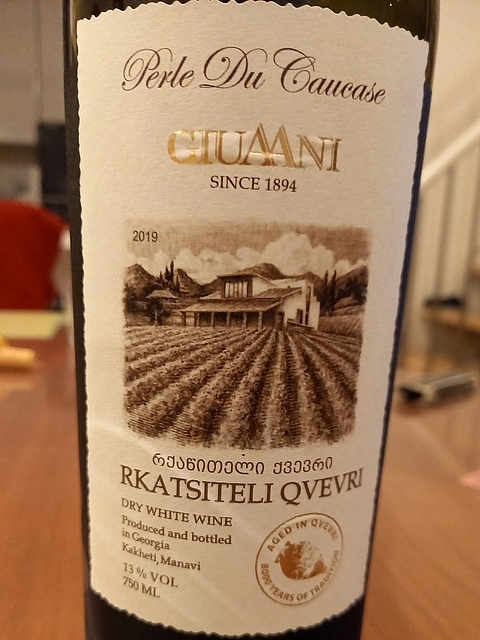 Perle Du Caucase
GIUAANI
SINCE 1894
2019
რქაწითელი ქვევრი
RKATSITELI QVEVRI
DRY WHITE WINE
Produced and bottled
in Georgia
Kakheti, Manavi
13 % VOL
750 ML
AGED IN QVEVRI
8000 YEARS OF TRADITION